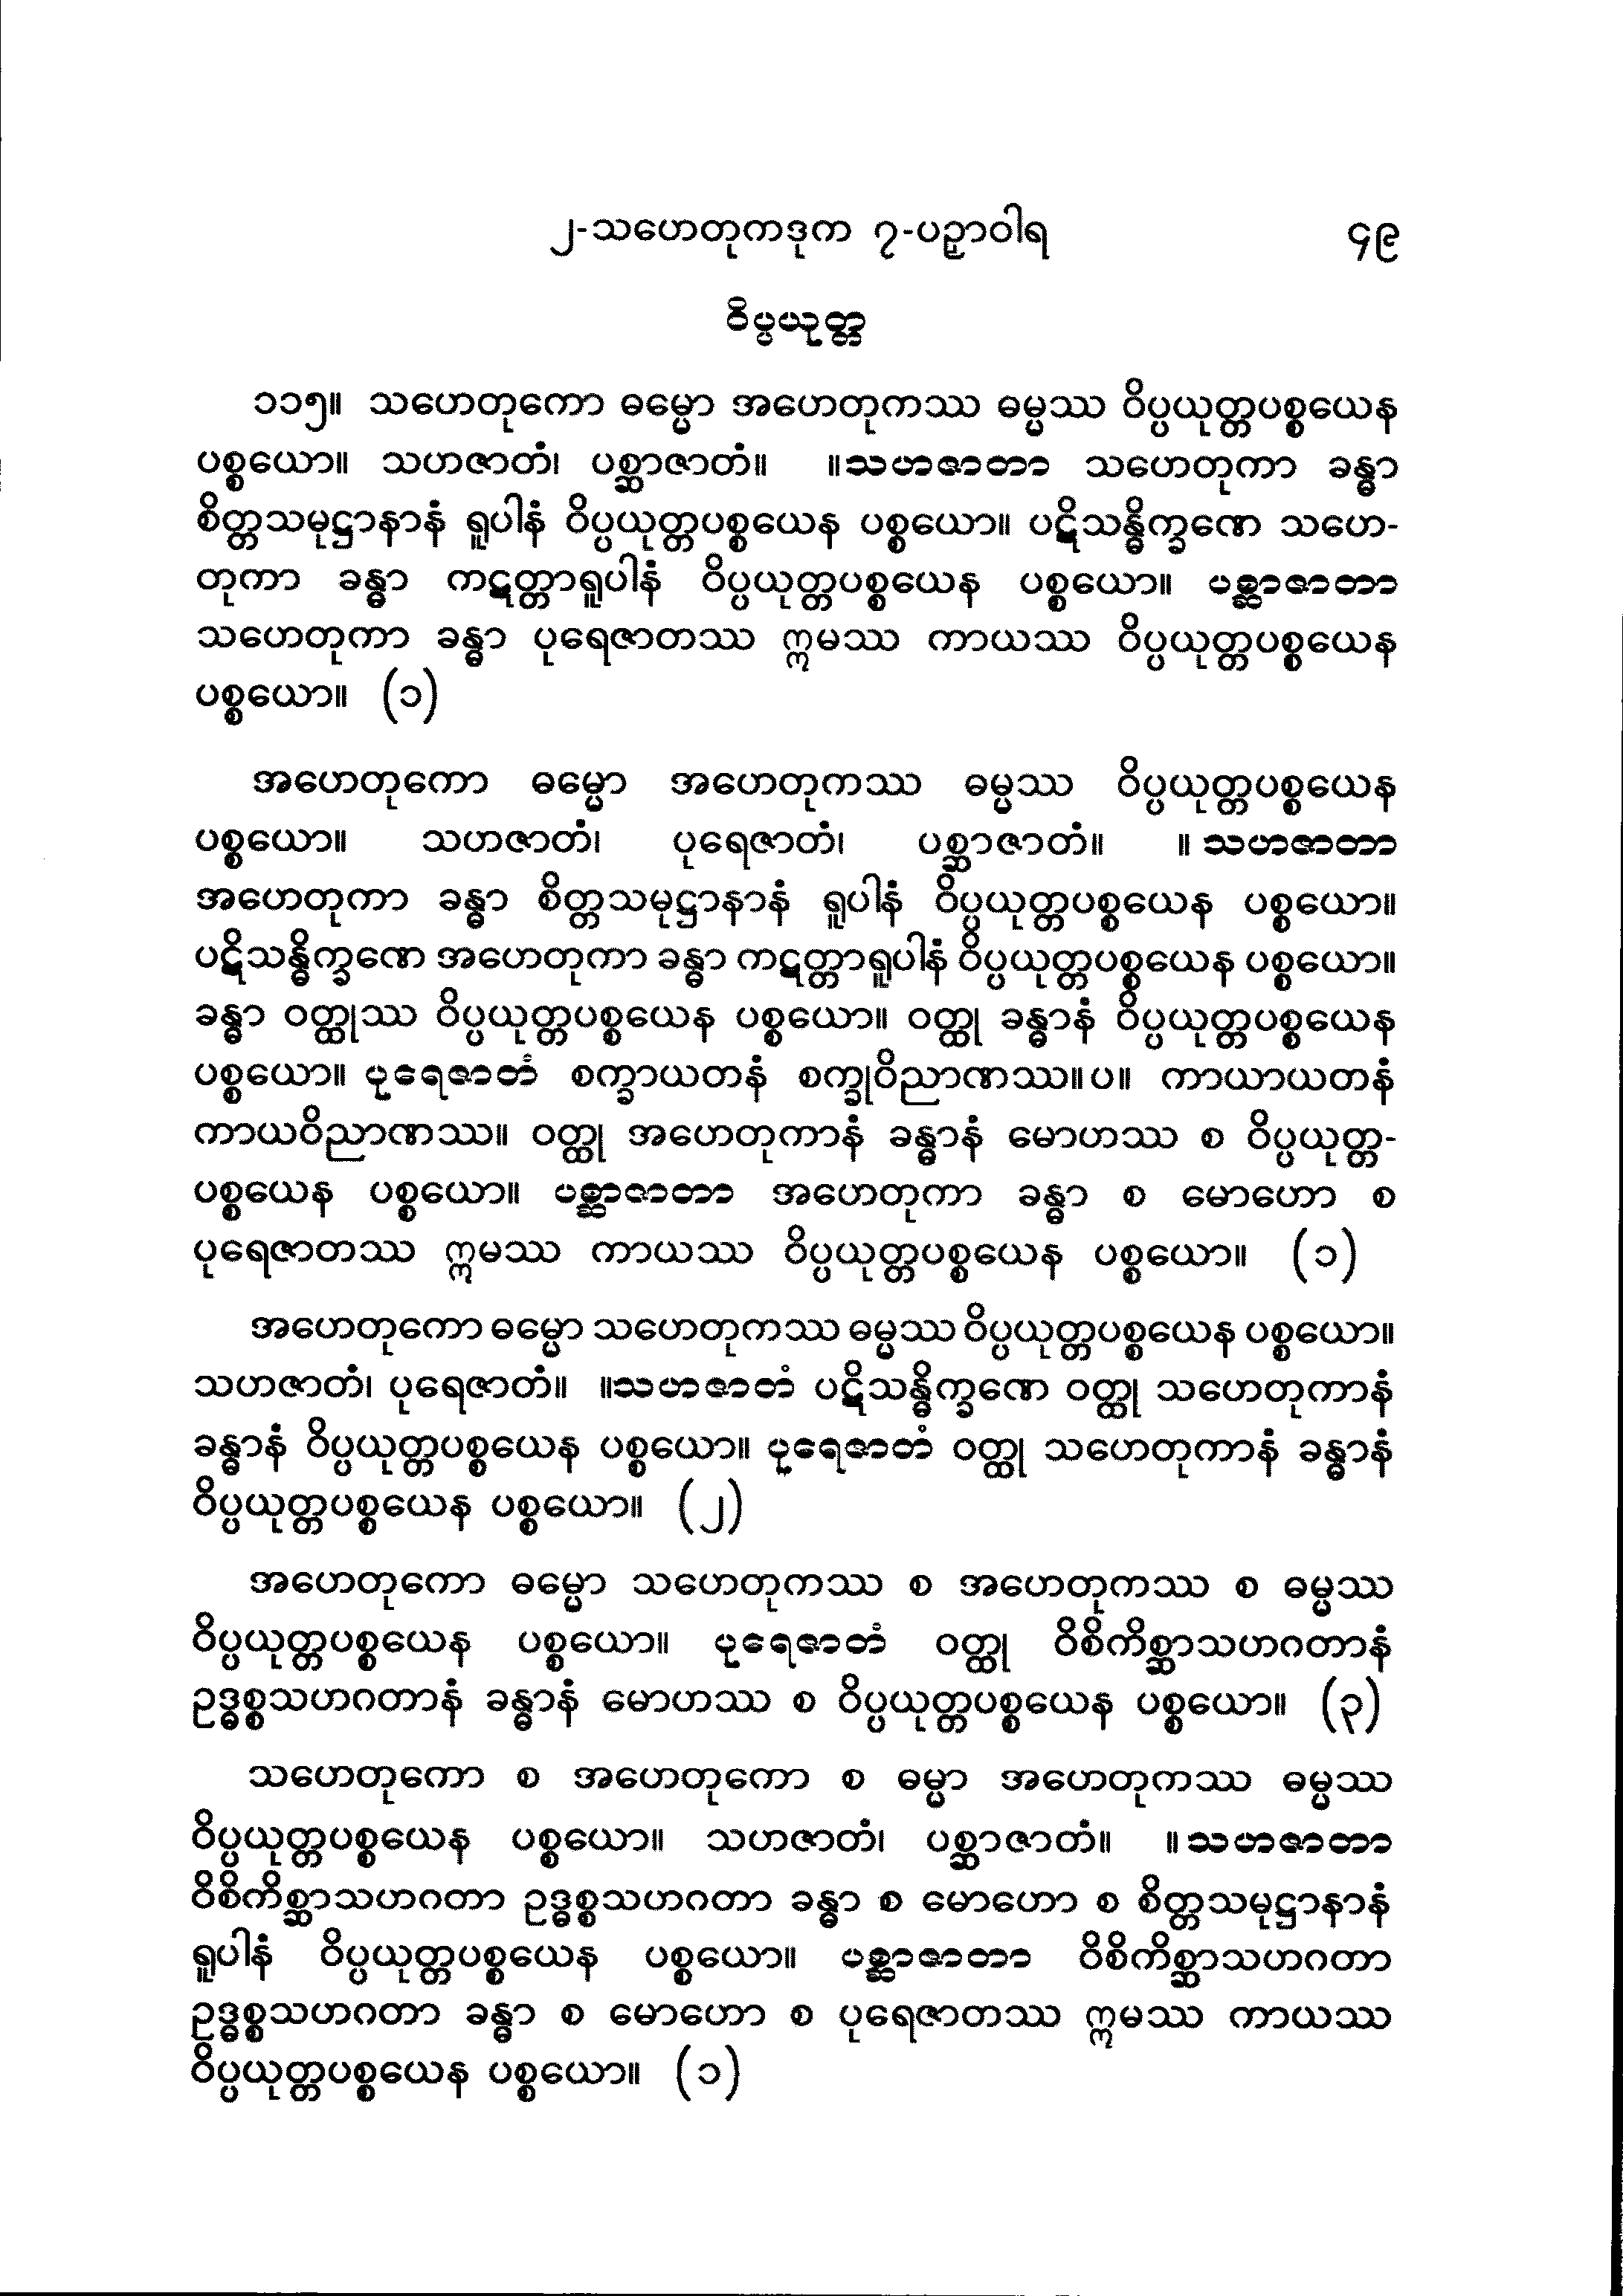 ၂-သဟေတုကဒုက ၇-ပဉှာဝါရ ၄၉
ဝိပ္ပယုတ္တ
၁၁၅။ သဟေတုကော ဓမ္မော အဟေတုကဿ ဓမ္မဿ ဝိပ္ပယုတ္တပစ္စယေန
ပစ္စယော။ သဟဇာတံ၊ ပစ္ဆာဇာတံ။ ။သဟဇာတာ သဟေတုကာ ခန္ဓာ
စိတ္တသမုဋ္ဌာနာနံ ရူပါနံ ဝိပ္ပယုတ္တပစ္စယေန ပစ္စယော။ ပဋိသန္ဓိက္ခဏေ သဟေ-
တုကာ ခန္ဓာ ကဋတ္တာရူပါနံ ဝိပ္ပယုတ္တပစ္စယေန ပစ္စယော။ ပစ္ဆာဇာတာ
သဟေတုကာ ခန္ဓာ ပုရေဇာတဿ ဣမဿ ကာယဿ ဝိပ္ပယုတ္တပစ္စယေန
ပစ္စယော။ (၁)
အဟေတုကော ဓမ္မော အဟေတုကဿ ဓမ္မဿ ဝိပ္ပယုတ္တပစ္စယေန
ပစ္စယော။ သဟဇာတံ၊ ပုရေဇာတံ၊ ပစ္ဆာဇာတံ။ ။သဟဇာတာ
အဟေတုကာ ခန္ဓာ စိတ္တသမုဋ္ဌာနာနံ ရူပါနံ ဝိပ္ပယုတ္တပစ္စယေန ပစ္စယော။
ပဋိသန္ဓိက္ခဏေ အဟေတုကာ ခန္ဓာ ကဋတ္တာရူပါနံ ဝိပ္ပယုတ္တပစ္စယေန ပစ္စယော။
ခန္ဓာ ဝတ္ထုဿ ဝိပ္ပယုတ္တပစ္စယေန ပစ္စယော။ ဝတ္ထု ခန္ဓာနံ ဝိပ္ပယုတ္တပစ္စယေန
ပစ္စယော။ ပုရေဇာတံ စက္ခာယတနံ စက္ခုဝိညာဏဿ။ပ။ ကာယာယတနံ
ကာယဝိညာဏဿ။ ဝတ္ထု အဟေတုကာနံ ခန္ဓာနံ မောဟဿ စ ဝိပ္ပယုတ္တ-
ပစ္စယေန ပစ္စယော။ ပစ္ဆာဇာတာ အဟေတုကာ ခန္ဓာ စ မောဟော စ
ပုရေဇာတဿ ဣမဿ ကာယဿ ဝိပ္ပယုတ္တပစ္စယေန ပစ္စယော။ (၁)
အဟေတုကော ဓမ္မော သဟေတုကဿ ဓမ္မဿ ဝိပ္ပယုတ္တပစ္စယေန ပစ္စယော။
သဟဇာတံ၊ ပုရေဇာတံ။ ။သဟဇာတံ ပဋိသန္ဓိက္ခဏေ ဝတ္ထု သဟေတုကာနံ
ခန္ဓာနံ ဝိပ္ပယုတ္တပစ္စယေန ပစ္စယော။ ပုရေဇာတံ ဝတ္ထု သဟေတုကာနံ ခန္ဓာနံ
ဝိပ္ပယုတ္တပစ္စယေန ပစ္စယော။ (၂)
အဟေတုကော ဓမ္မော သဟေတုကဿ စ အဟေတုကဿ စ ဓမ္မဿ
ဝိပ္ပယုတ္တပစ္စယေန ပစ္စယော။ ပုရေဇာတံ ဝတ္ထု ဝိစိကိစ္ဆာသဟဂတာနံ
ဥဒ္ဓစ္စသဟဂတာနံ ခန္ဓာနံ မောဟဿ စ ဝိပ္ပယုတ္တပစ္စယေန ပစ္စယော။ (၃)
သဟေတုကော စ အဟေတုကော စ ဓမ္မာ အဟေတုကဿ ဓမ္မဿ
ဝိပ္ပယုတ္တပစ္စယေန ပစ္စယော။ သဟဇာတံ၊ ပစ္ဆာဇာတံ။ ။သဟဇာတာ
ဝိစိကိစ္ဆာသဟဂတာ ဥဒ္ဓစ္စသဟဂတာ ခန္ဓာ စ မောဟော စ စိတ္တသမုဋ္ဌာနာနံ
ရူပါနံ ဝိပ္ပယုတ္တပစ္စယေန ပစ္စယော။ ပစ္ဆာဇာတာ ဝိစိကိစ္ဆာသဟဂတာ
ဥဒ္ဓစ္စသဟဂတာ ခန္ဓာ စ မောဟော စ ပုရေဇာတဿ ဣမဿ ကာယဿ
ဝိပ္ပယုတ္တပစ္စယေန ပစ္စယော။ (၁)